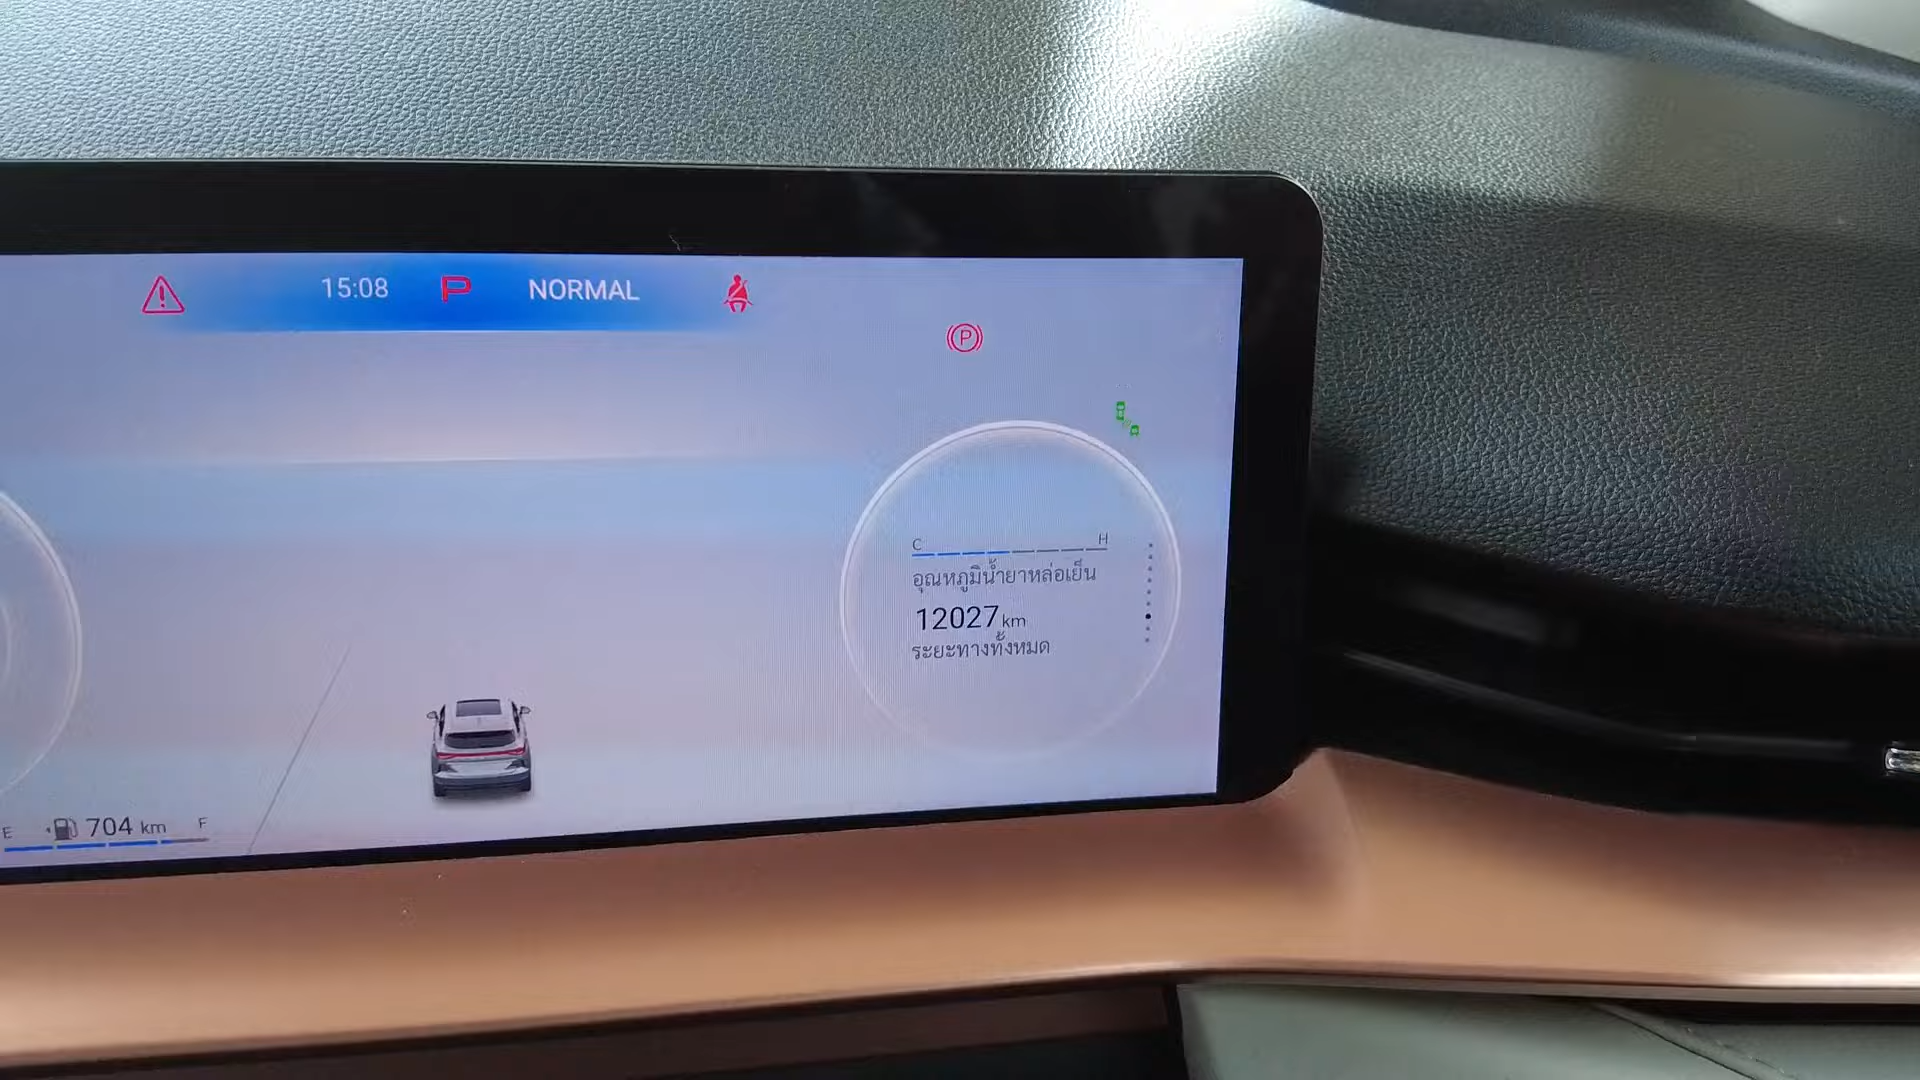 15:08 P NORMAL
P
C H
อุณหภูมิน้ำยาหล่อเย็น
12027 km
ระยะทางทั้งหมด
E 704 km F